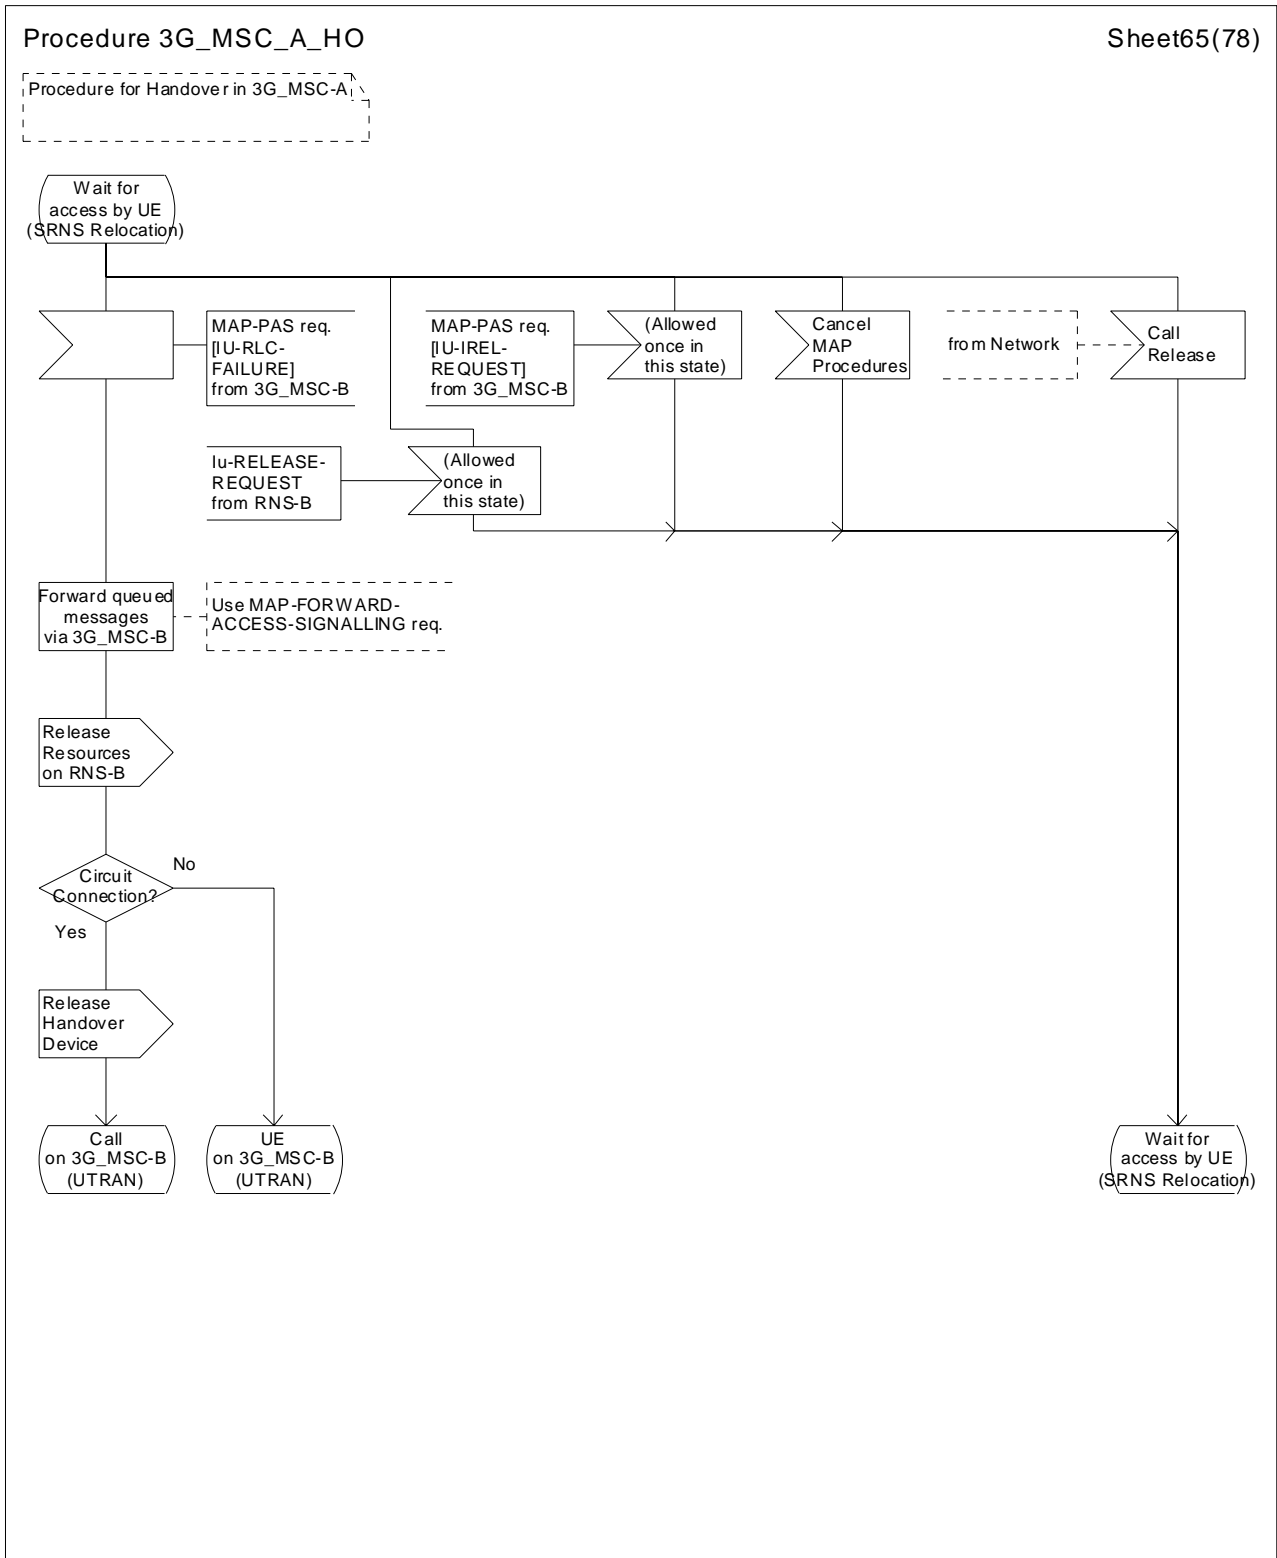 Procedure 3G_MSC_A_HO
Sheet65(78)
Procedure for Handover in 3G_MSC-A
Wait for
access by UE
(SRNS Relocation)
MAP-PAS req.
[IU-RLC-
FAILURE]
from 3G_MSC-B
MAP-PAS req.
[IU-IREL-
REQUEST]
from 3G_MSC-B
(Allowed
once in
this state)
Cancel
MAP
Procedures
from Network
Call
Release
Iu-RELEASE-
REQUEST
from RNS-B
(Allowed
once in
this state)
Forward queued
messages
via 3G_MSC-B
Use MAP-FORWARD-
ACCESS-SIGNALLING req.
Release
Resources
on RNS-B
Circuit
Connection?
No
Yes
Release
Handover
Device
Call
on 3G_MSC-B
(UTRAN)
UE
on 3G_MSC-B
(UTRAN)
Wait for
access by UE
(SRNS Relocation)